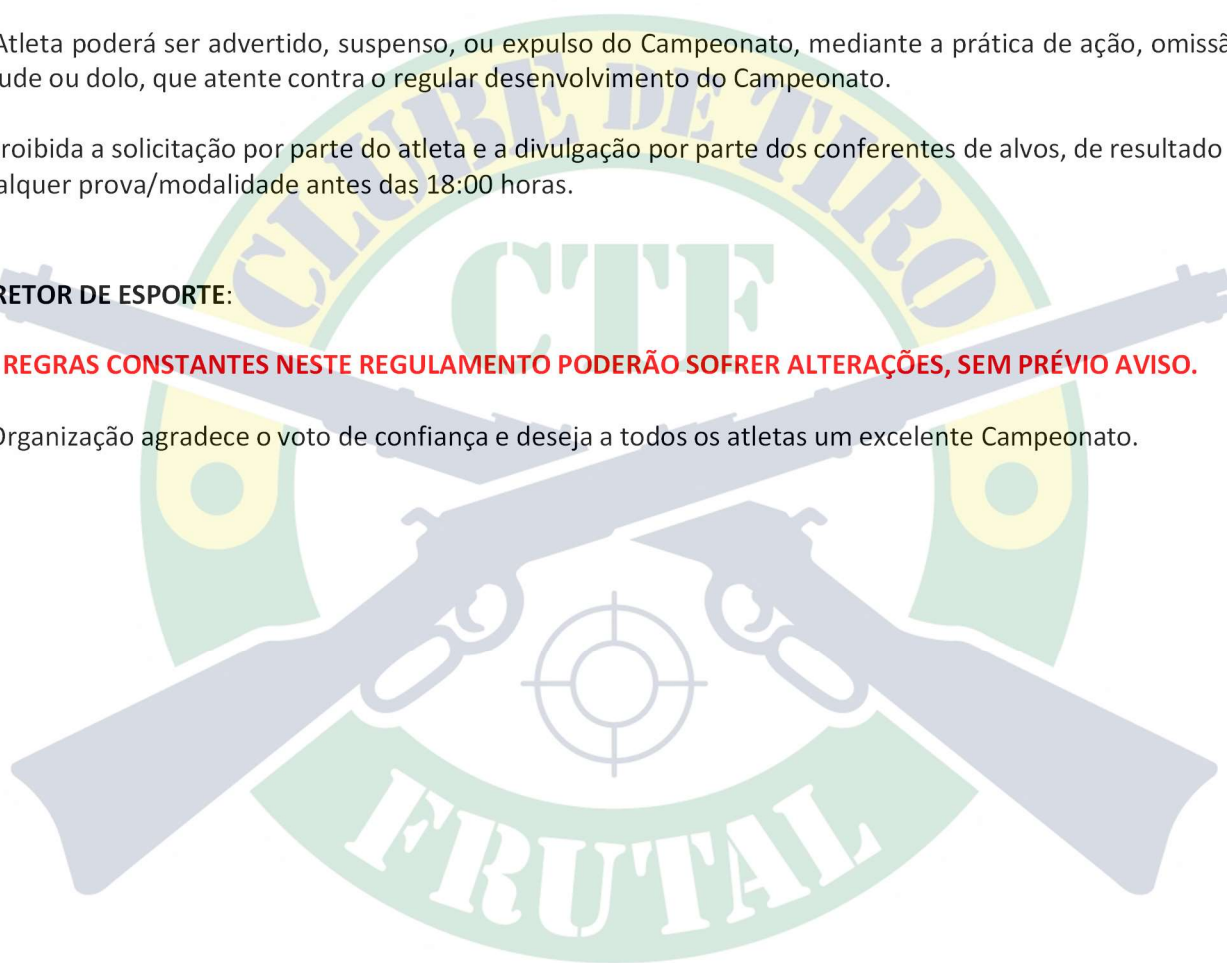 Atleta poderá ser advertido, suspenso, ou expulso do Campeonato, mediante a prática de ação, omissã
ude ou dolo, que atente contra o regular desenvolvimento do Campeonato.
roibida a solicitação por parte do atleta e a divulgação por parte dos conferentes de alvos, de resultado
alquer prova/modalidade antes das 18:00 horas.
RETOR DE ESPORTE:
REGRAS CONSTANTES NESTE REGULAMENTO PODERÃO SOFRER ALTERAÇÕES, SEM PRÉVIO AVISO.
Organização agradece o voto de confiança e deseja a todos os atletas um excelente Campeonato.
CLUBE DE TIRO
CTF
FRUTAL